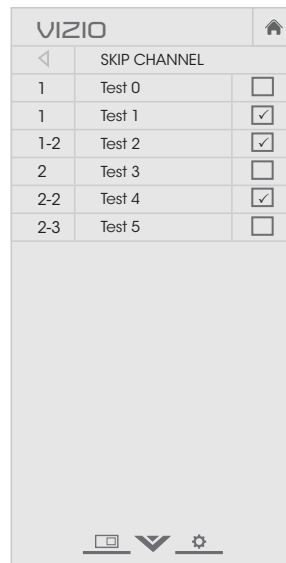 VIZIO
SKIP CHANNEL
1 Test 0
1 Test 1
1-2 Test 2
2 Test 3
2-2 Test 4
2-3 Test 5